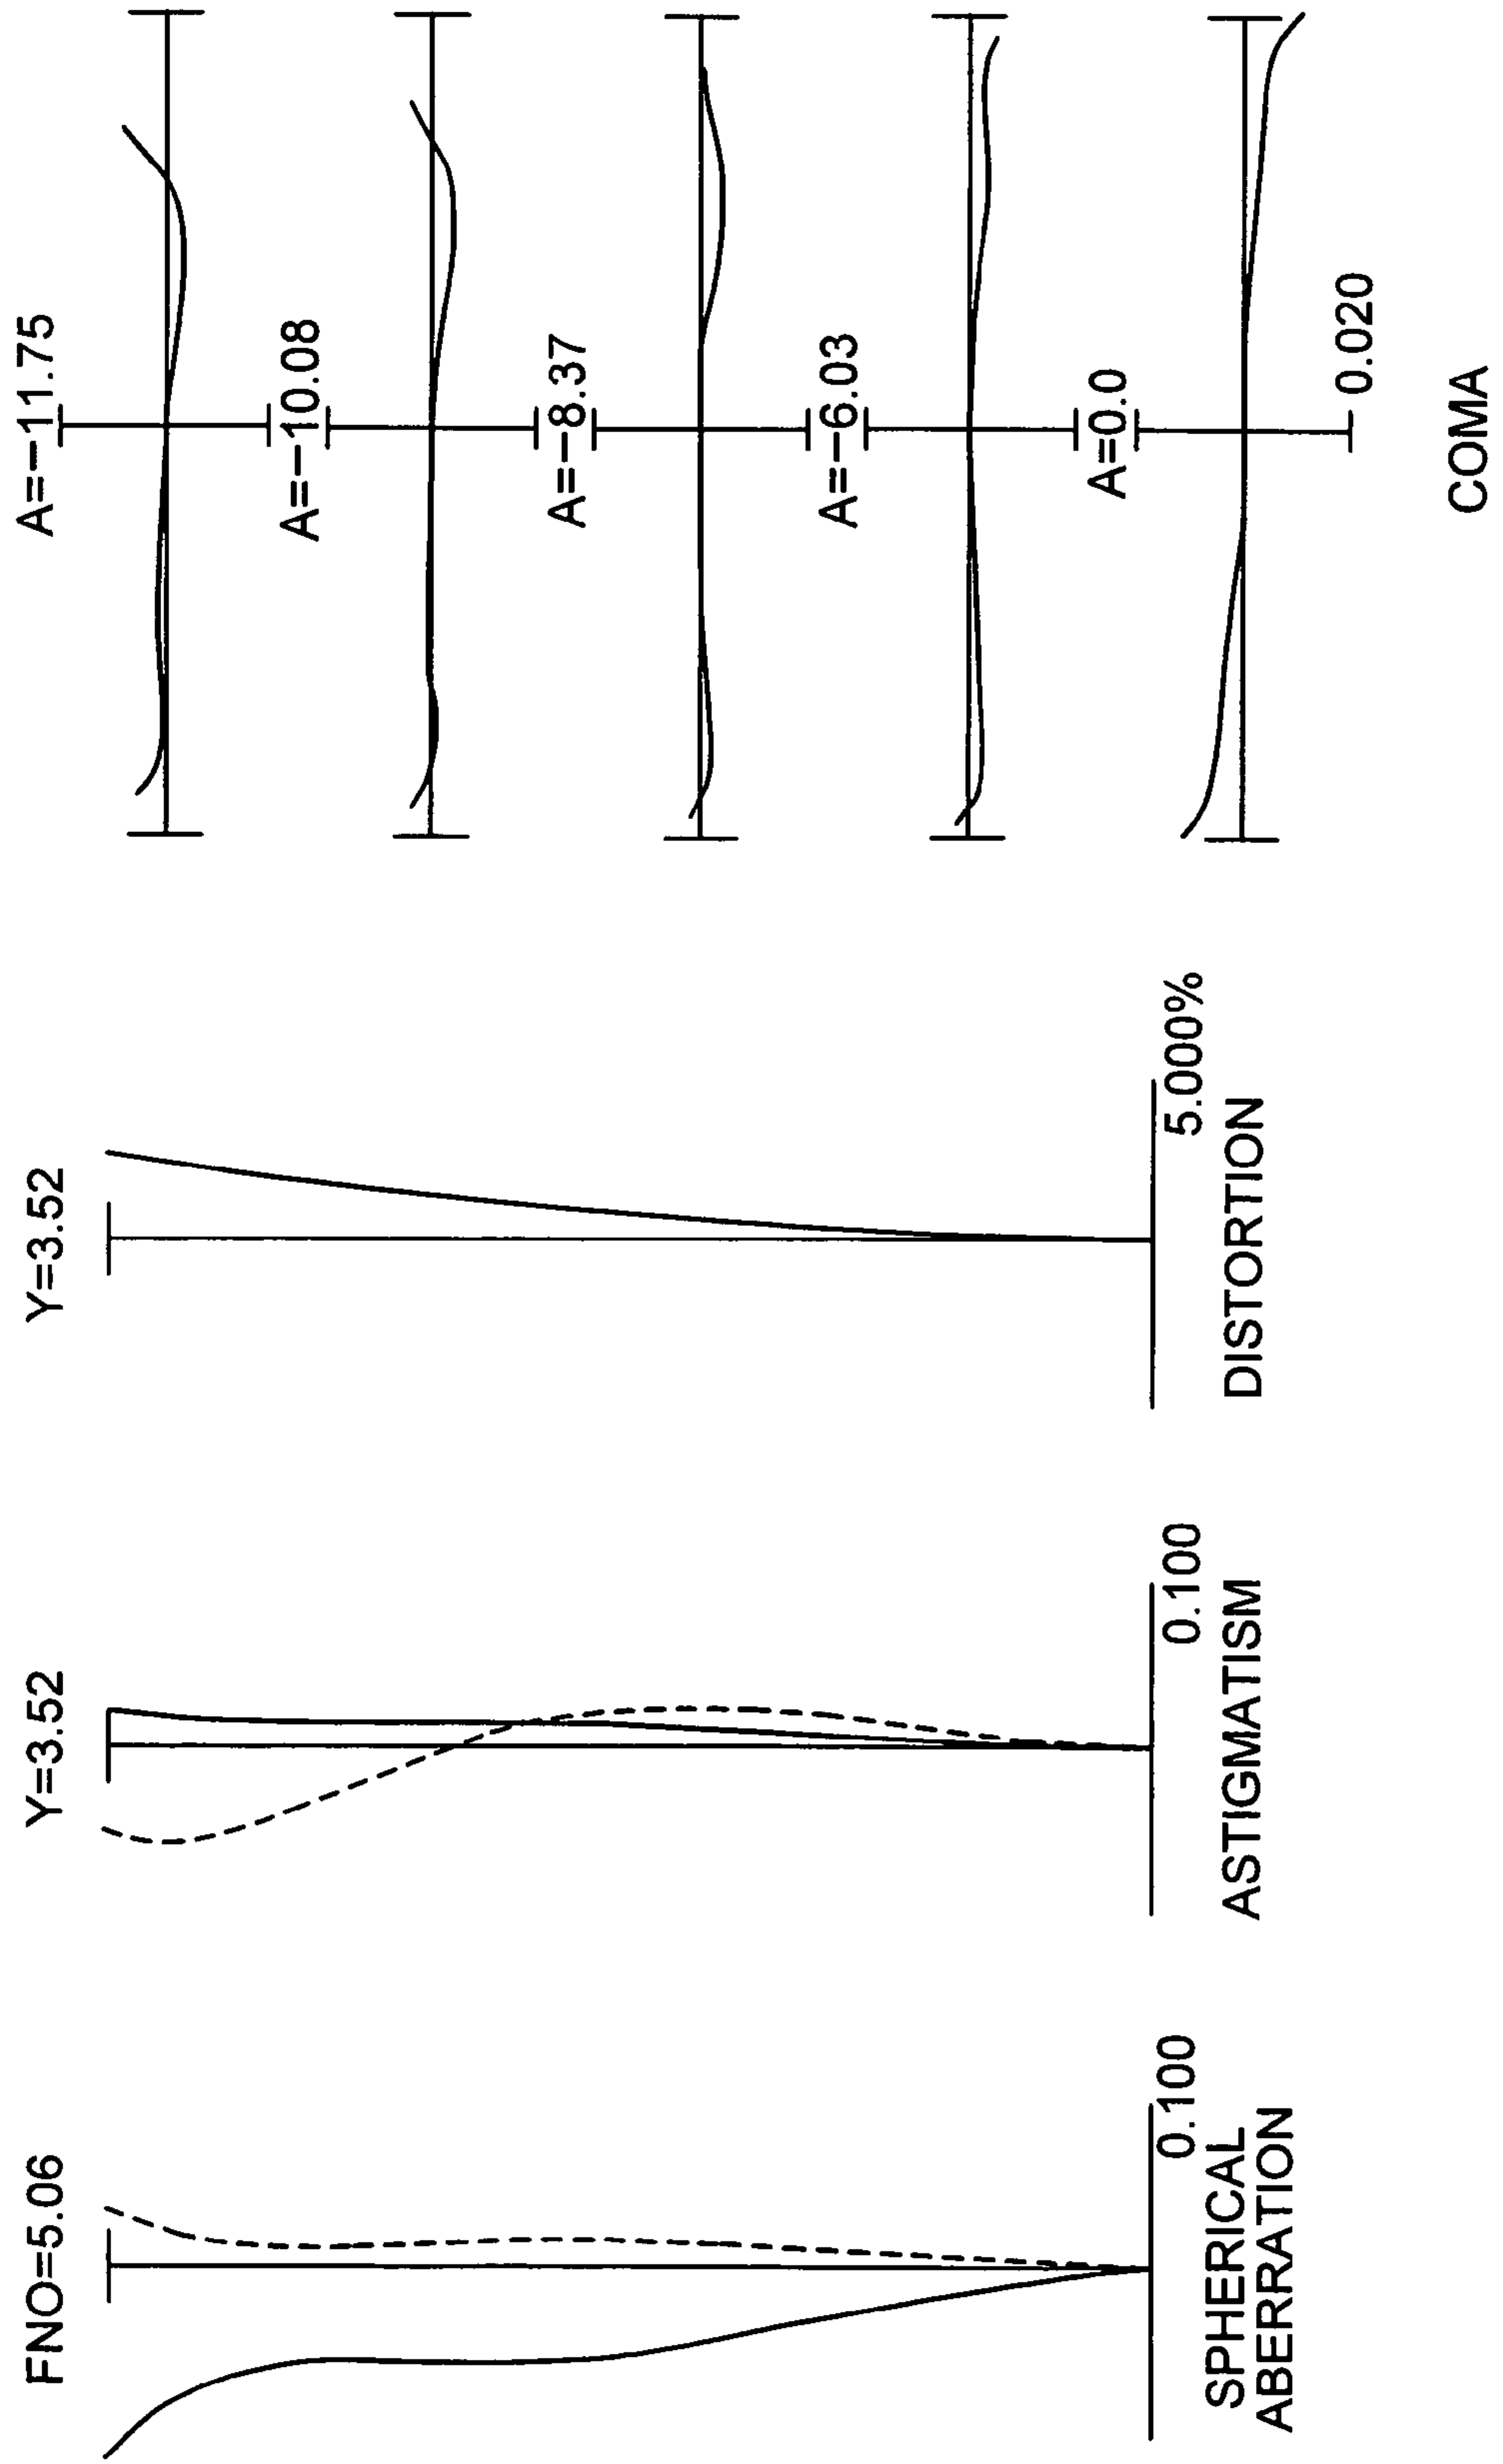 FNO=5.06
0.100
SPHERICAL
ABERRATION
Y=3.52
0.100
ASTIGMATISM
Y=3.52
5.000%
DISTORTION
A=-11.75
A=-10.08
A=-8.37
A=-6.03
A=0.0
0.020
COMA